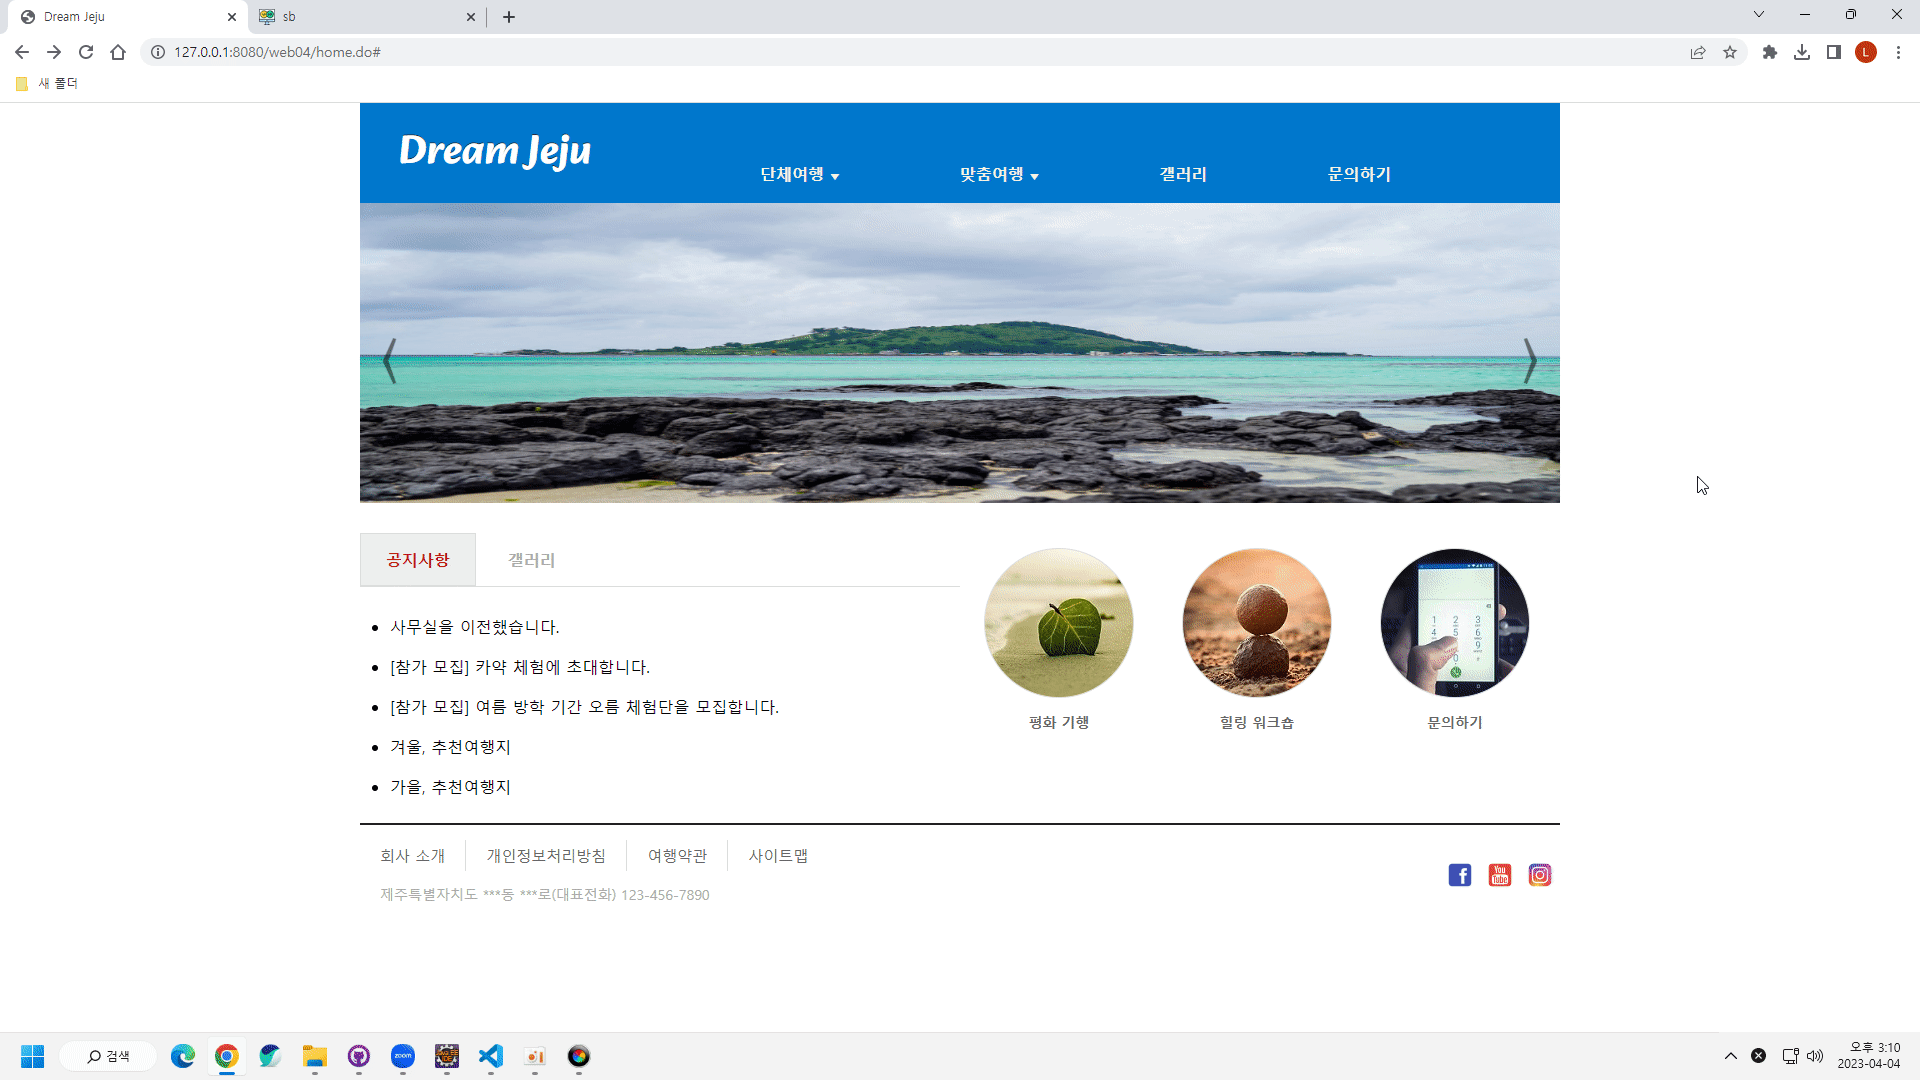 Dream Jeju
sb
127.0.0.1:8080/web04/home.do#
L
새 폴더
Dream Jeju
단체여행 ▼
맞춤여행 ▼
갤러리
문의하기
공지사항
갤러리
• 사무실을 이전했습니다.
• [참가 모집] 카약 체험에 초대합니다.
• [참가 모집] 여름 방학 기간 오름 체험단을 모집합니다.
• 겨울, 추천여행지
• 가을, 추천여행지
평화 기행
힐링 워크숍
문의하기
회사 소개
개인정보처리방침
여행약관
사이트맵
제주특별자치도 ***동 ***로(대표전화) 123-456-7890
You
Tube
검색
zoom
오후 3:10
2023-04-04